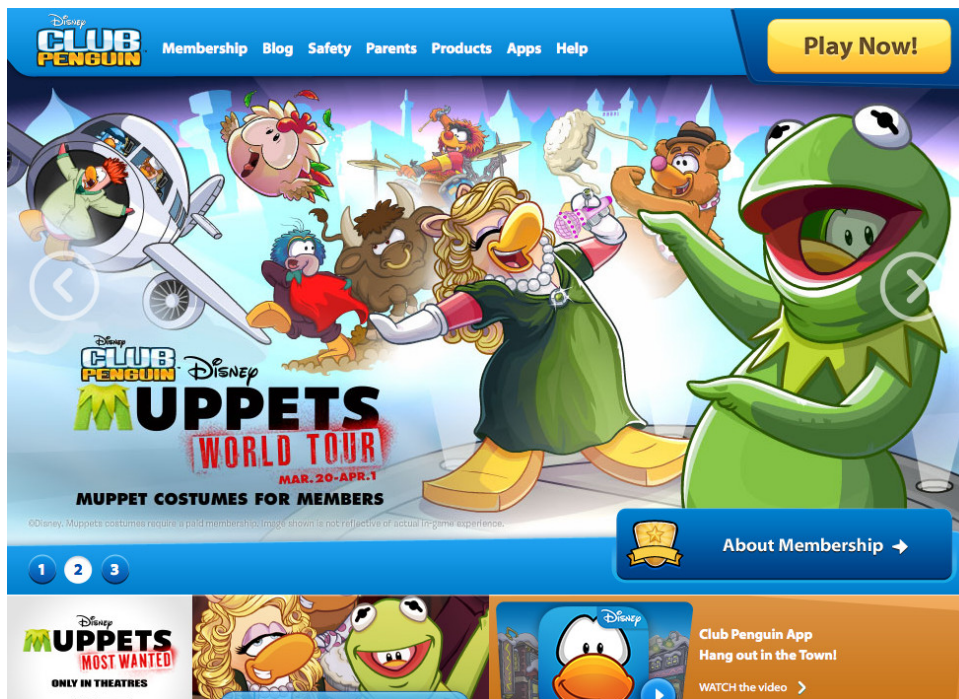 Disney
CLUB
PENGUIN
Membership Blog Safety Parents Products Apps Help
Play Now!
Disney
CLUB
PENGUIN
Disney
MUPPETS
WORLD TOUR
MAR. 20-APR.1
MUPPET COSTUMES FOR MEMBERS
©Disney. Muppets costumes require a paid membership. Image shown is not reflective of actual in-game experience.
About Membership
1 2 3
Disney
MUPPETS
MOST WANTED
ONLY IN THEATRES
Disney
Club Penguin App
Hang out in the Town!
WATCH the video